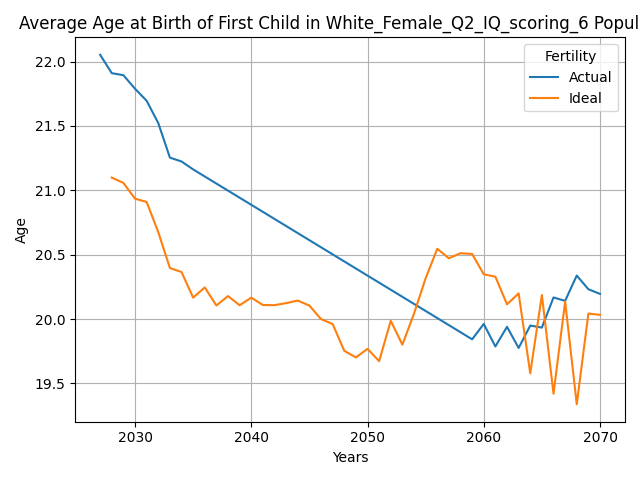 Average Age at Birth of First Child in White_Female_Q2_IQ_scoring_6 Popul
Fertility
Actual
Ideal
22.0
21.5
21.0
20.5
20.0
19.5
Age
2030 2040 2050 2060 2070
Years